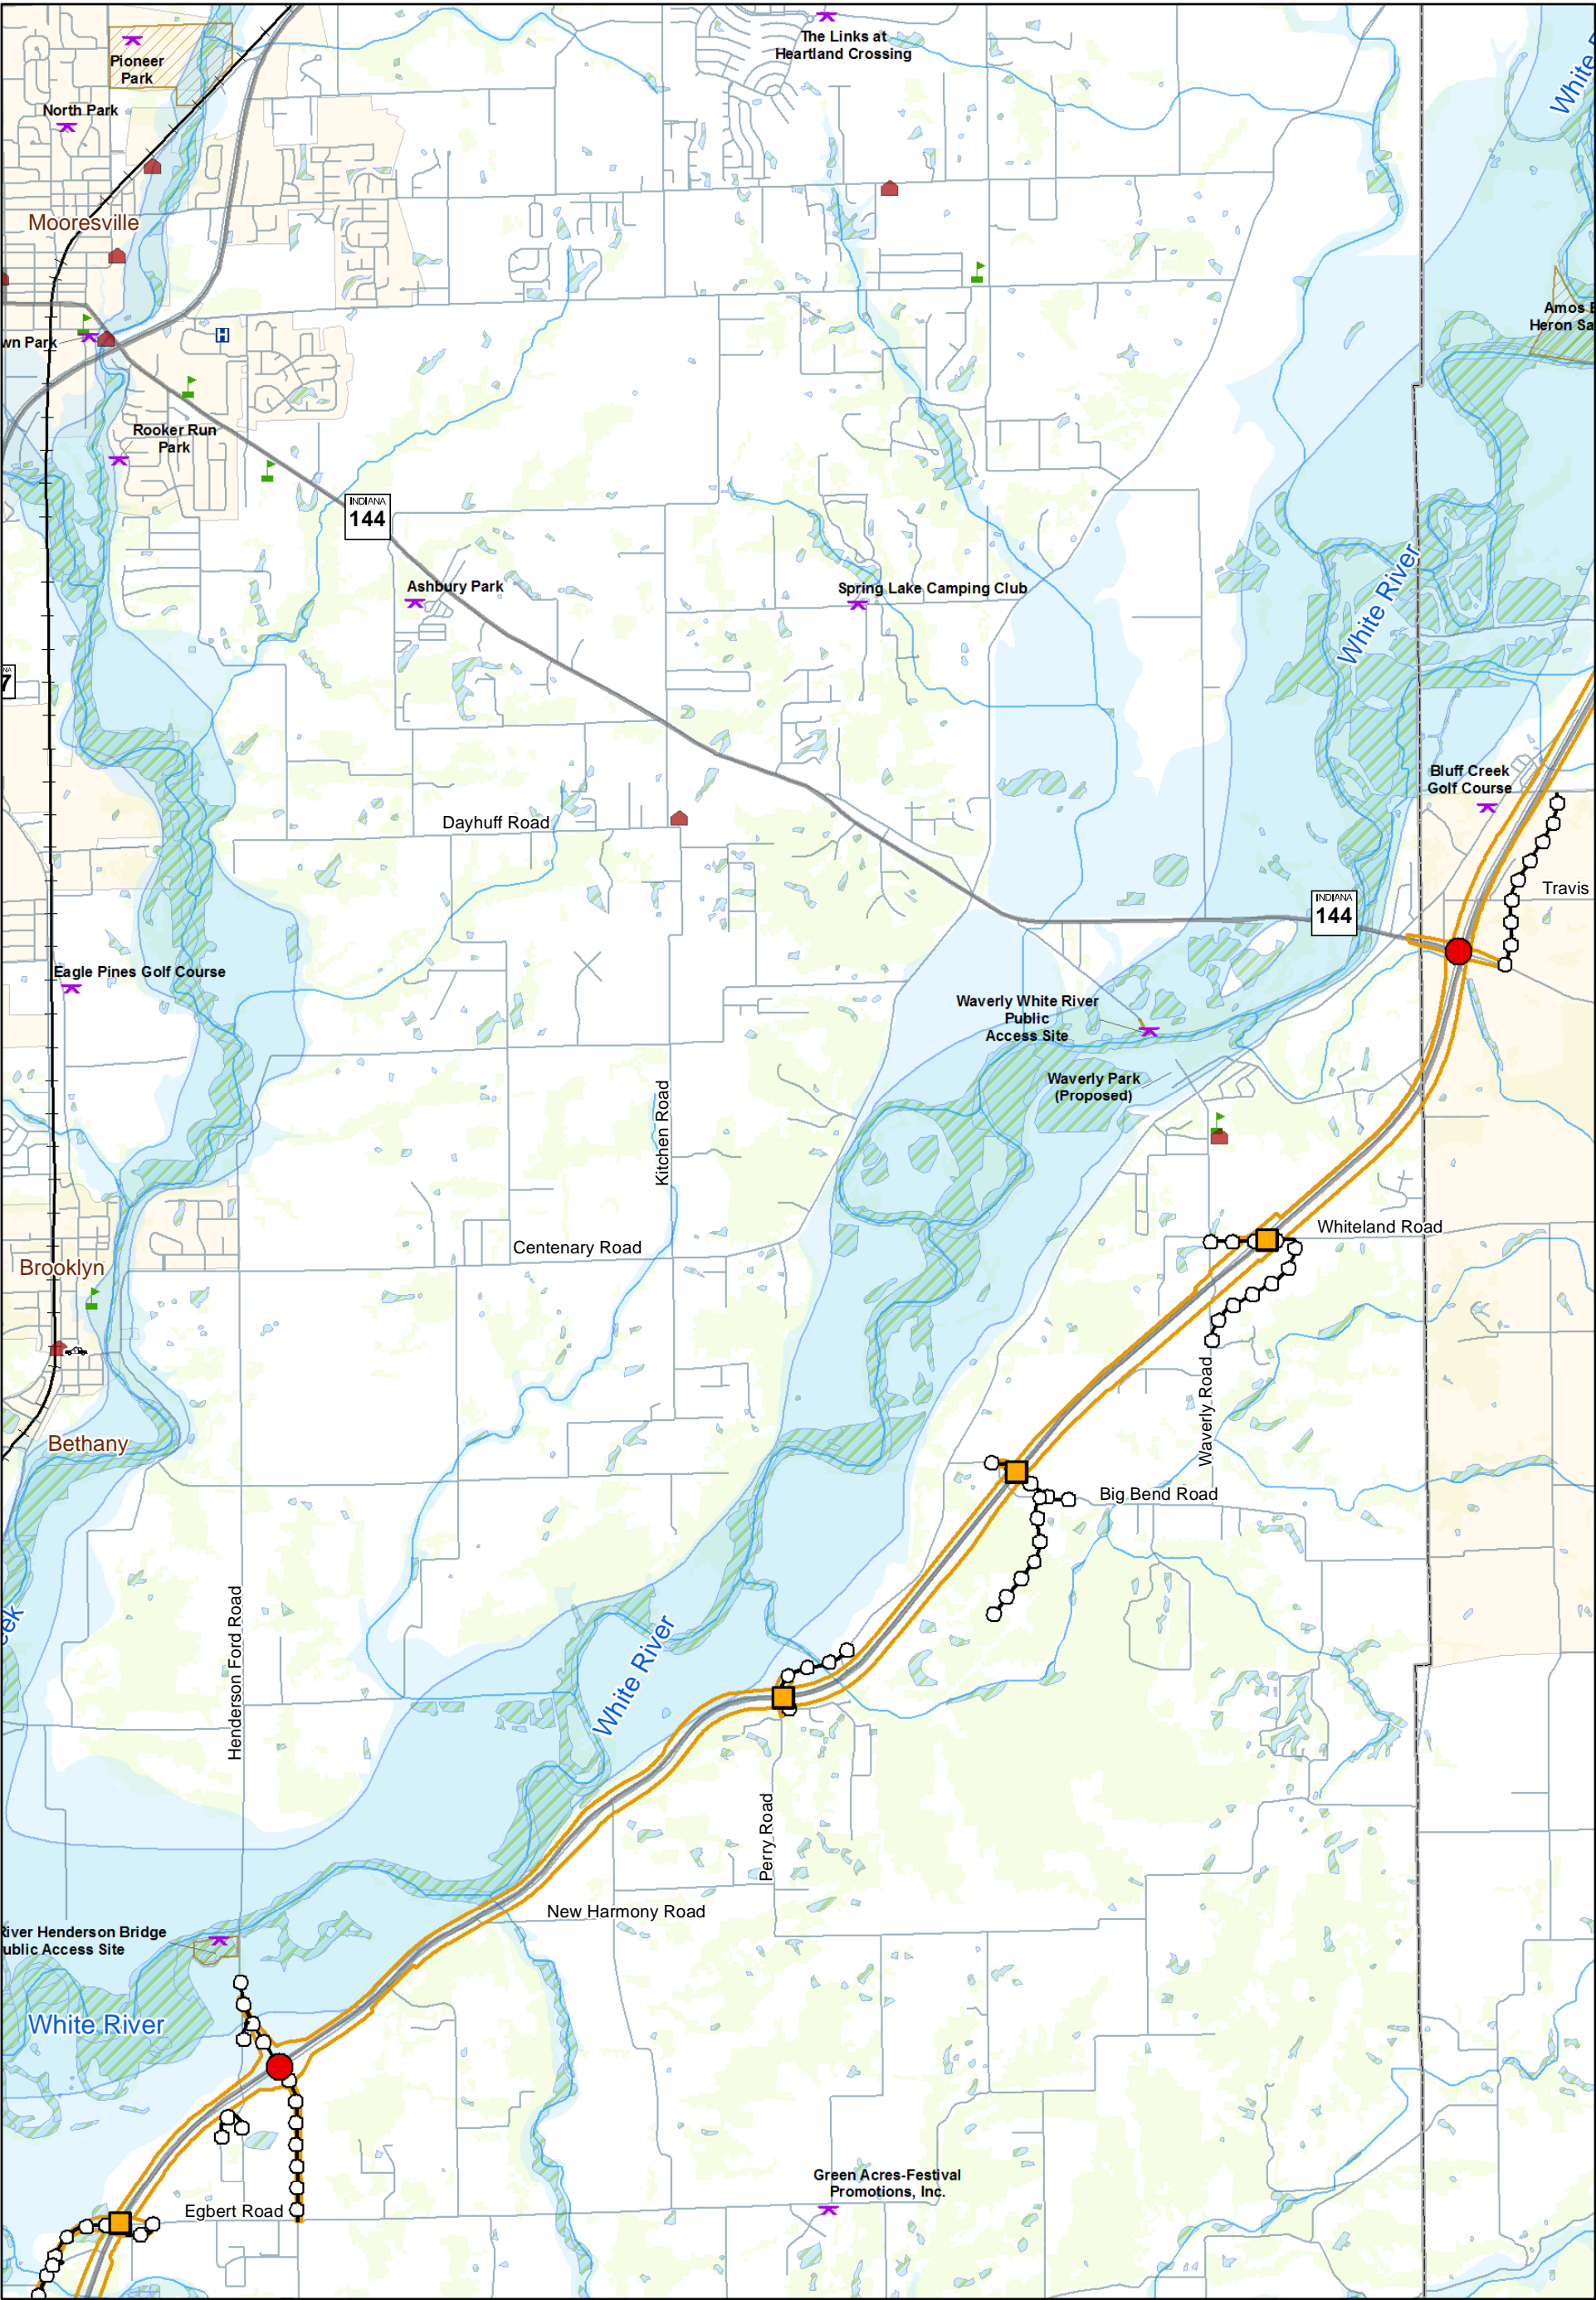 The Links at
Heartland Crossing
Pioneer
Park
North Park
White
Mooresville
Amos
Heron Sa
wn Park
Rooker Run
Park
INDIANA
144
Ashbury Park
Spring Lake Camping Club
White River
NA
7
Bluff Creek
Golf Course
Dayhuff Road
Travis
INDIANA
144
Eagle Pines Golf Course
Waverly White River
Public
Access Site
Waverly Park
(Proposed)
Kitchen Road
Whiteland Road
Centenary Road
Brooklyn
Waverly Road
Bethany
Big Bend Road
Henderson Ford Road
eek
White River
Perry Road
New Harmony Road
River Henderson Bridge
ublic Access Site
White River
Green Acres-Festival
Promotions, Inc.
Egbert Road
H